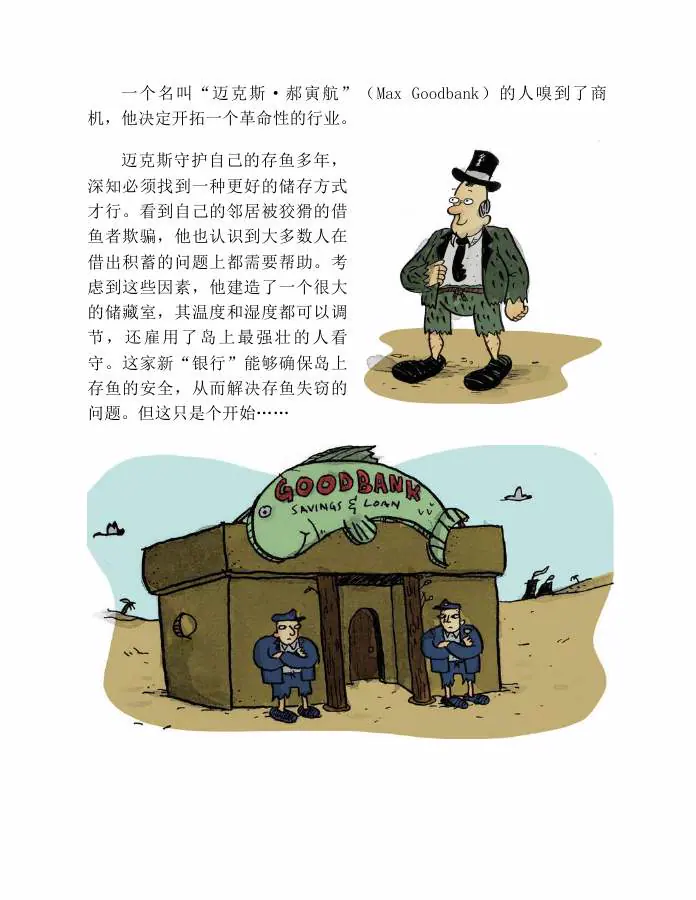 一个名叫“迈克斯·郝寅航”（Max Goodbank）的人嗅到了商
机，他决定开拓一个革命性的行业。
迈克斯守护自己的存鱼多年，
深知必须找到一种更好的储存方式
才行。看到自己的邻居被狡猾的借
鱼者欺骗，他也认识到大多数人在
借出积蓄的问题上都需要帮助。考
虑到这些因素，他建造了一个很大
的储藏室，其温度和湿度都可以调
节，还雇用了岛上最强壮的人看
守。这家新“银行”能够确保岛上
存鱼的安全，从而解决存鱼失窃的
问题。但这只是个开始……
GOODBANK
SAVINGS & LOAN